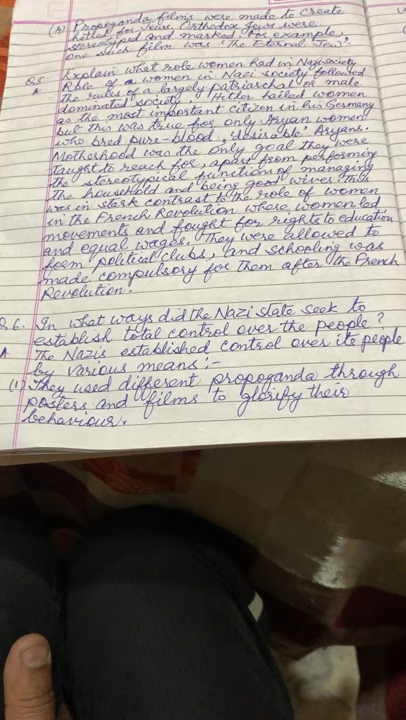 (4) Propaganda films were made to create
hatred for Jews. Orthodox Jews were
stereotyped and marked. For example,
one such film was 'The Eternal Jew'.
Q.5. Explain what role women had in Nazi society
A Role of a women in Nazi society followed
the rules of a largely patriarchal or male
dominated society. Hitler hailed women
as the most important citizen in his Germany
but this was true for only Aryan women
who bred pure-blood, 'desirable' Aryans.
Motherhood was the only goal they were
taught to reach for, apart from performing
the stereotypical functions of managing
the household and being good wives. This
was in stark contrast to the role of women
in the French Revolution where women led
movements and fought for rights to education
and equal wages. They were allowed to
form political clubs, and schooling was
made compulsory for them after the French
Revolution.
Q.6. In what ways did the Nazi state seek to
establish total control over the people?
A The Nazis established control over its people
by various means :-
(1) They used different propoganda through
posters and films to glorify their
behaviour.